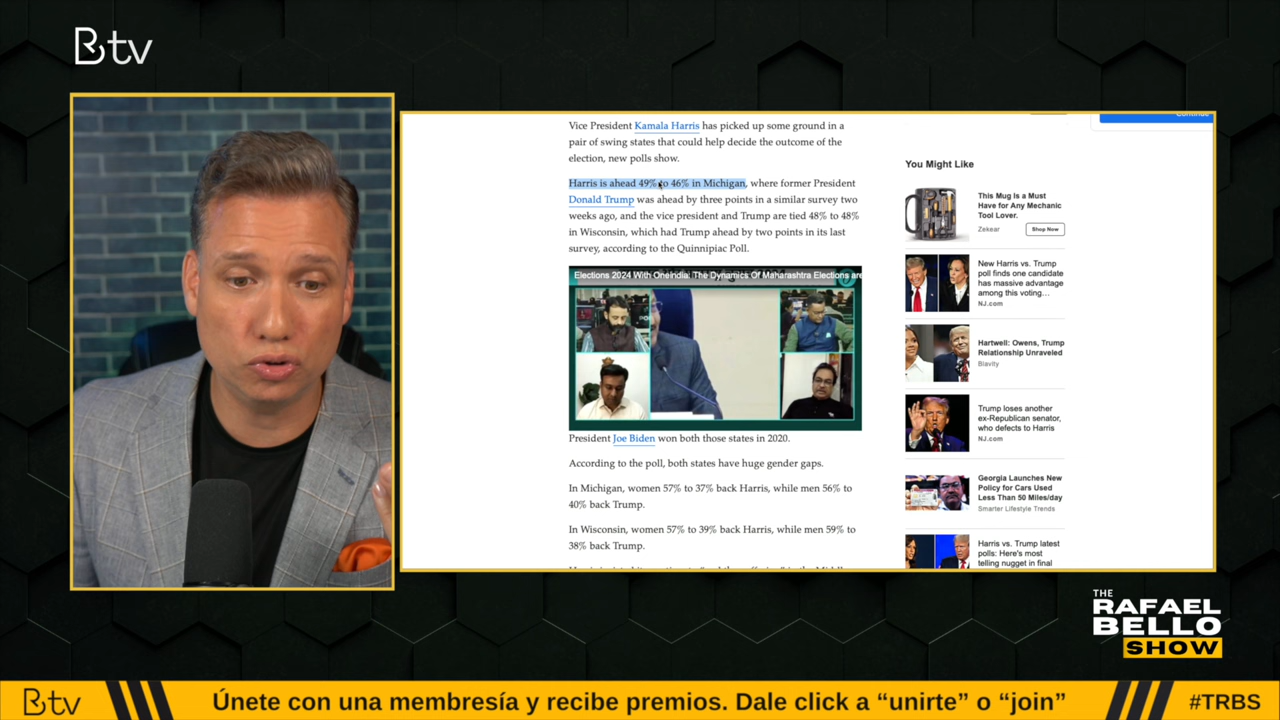 Btv
Vice President Kamala Harris has picked up some ground in a
pair of swing states that could help decide the outcome of the
election, new polls show.
Harris is ahead 49% to 46% in Michigan, where former President
Donald Trump was ahead by three points in a similar survey two
weeks ago, and the vice president and Trump are tied 48% to 48%
in Wisconsin, which had Trump ahead by two points in its last
survey, according to the Quinnipiac Poll.
Elections 2024 With OneIndia: The Dynamics Of Maharashtra Elections are
President Joe Biden won both those states in 2020.
According to the poll, both states have huge gender gaps.
In Michigan, women 57% to 37% back Harris, while men 56% to
40% back Trump.
In Wisconsin, women 57% to 39% back Harris, while men 59% to
38% back Trump.
Continue
You Might Like
This Mug Is a Must
Have for Any Mechanic
Tool Lover.
Zekear
Shop Now
New Harris vs. Trump
poll finds one candidate
has massive advantage
among this voting…
NJ.com
Hartwell: Owens, Trump
Relationship Unraveled
Blavity
Trump loses another
ex-Republican senator,
who defects to Harris
NJ.com
Georgia Launches New
Policy for Cars Used
Less Than 50 Miles/day
Smarter Lifestyle Trends
Harris vs. Trump latest
polls: Here's most
telling nugget in final
THE
RAFAEL
BELLO
SHOW
Btv
Únete con una membresía y recibe premios. Dale click a “unirte” o “join”
#TRBS